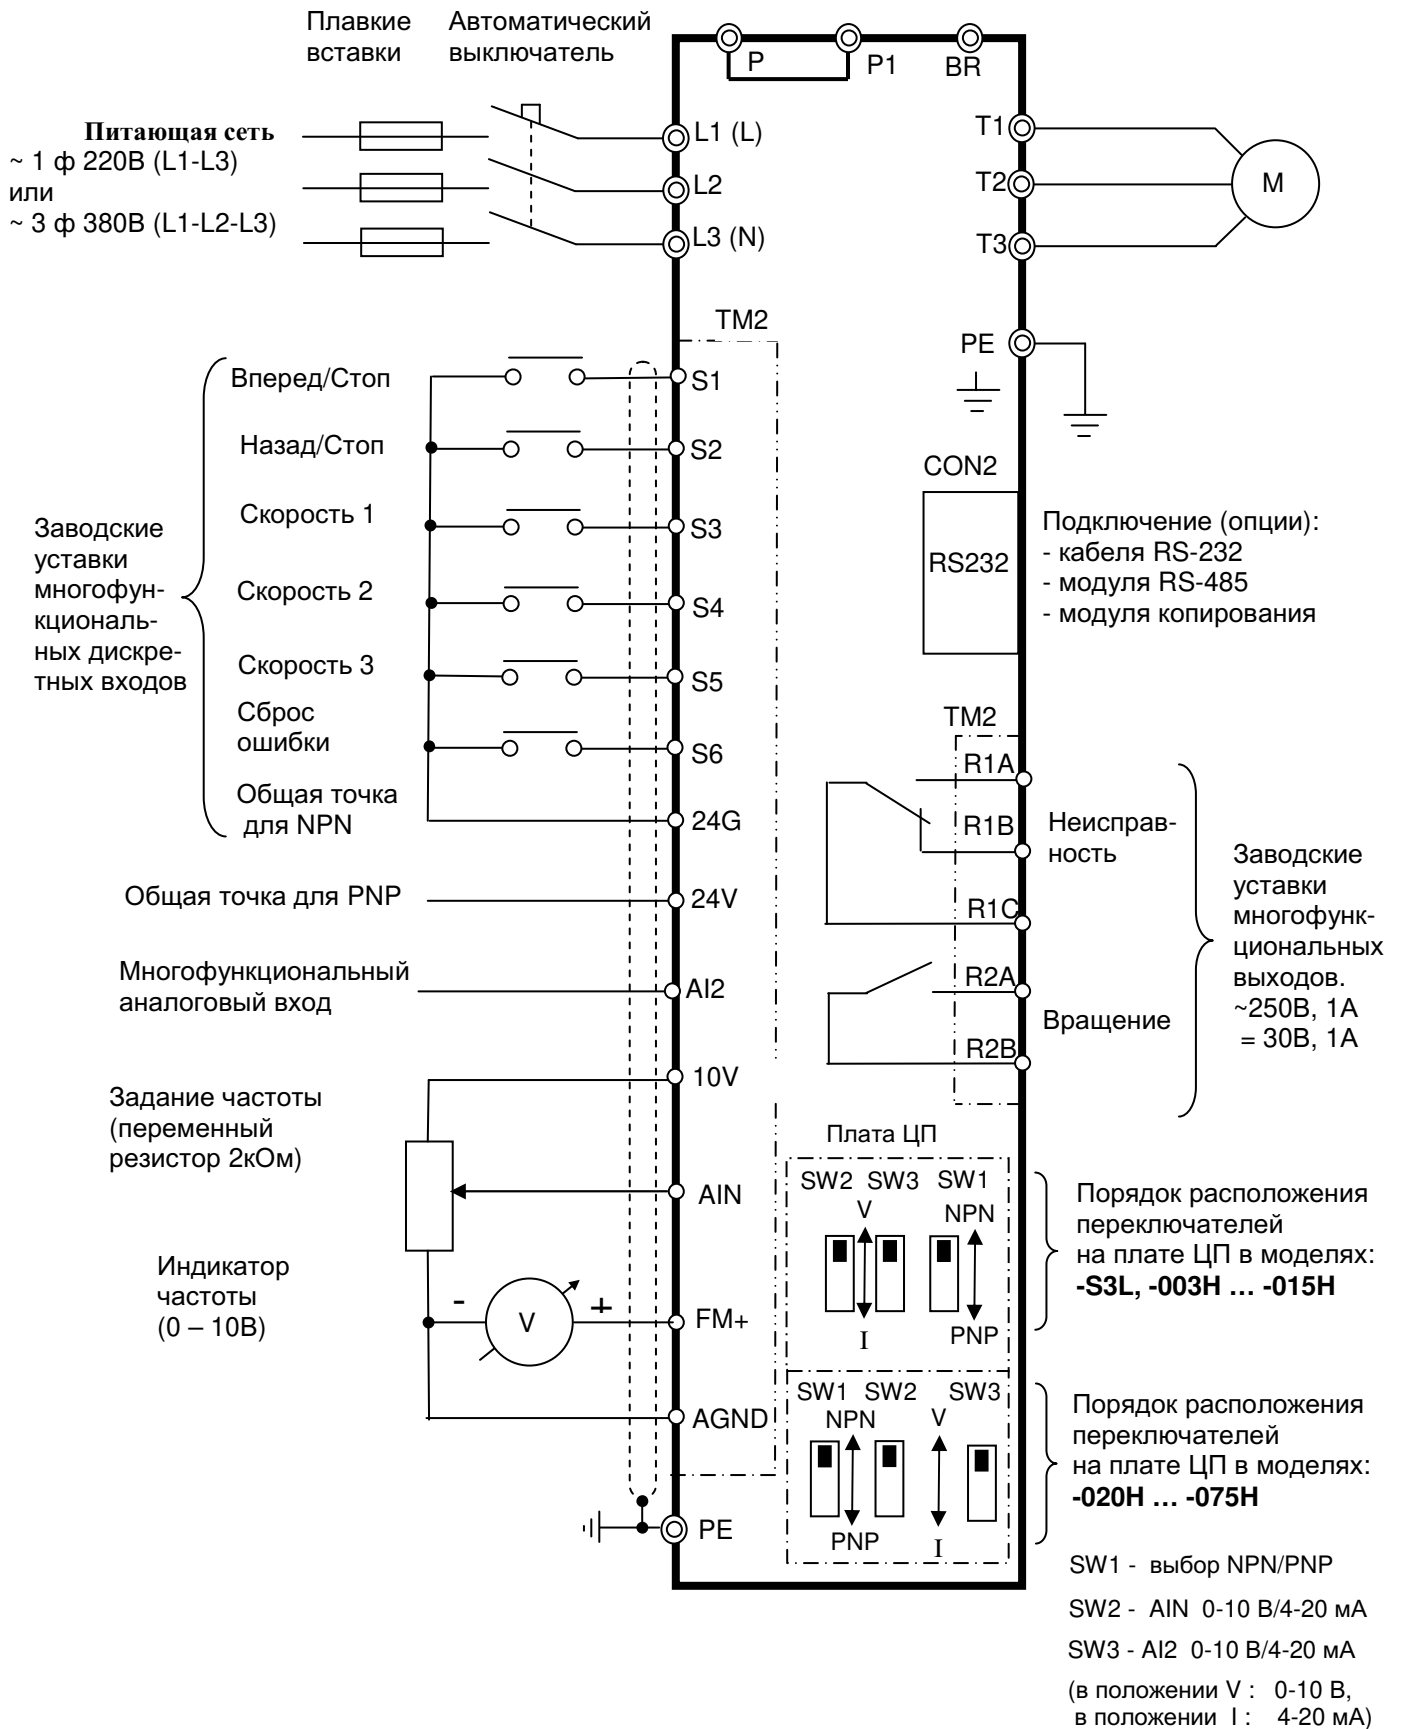 Плавкие
вставки
Автоматический
выключатель
P
P1
BR
Питающая сеть
~ 1 ф 220В (L1-L3)
или
~ 3 ф 380В (L1-L2-L3)
L1 (L)
L2
L3 (N)
T1
T2
T3
M
PE
TM2
Заводские
уставки
многофун-
кциональ-
ных дискре-
тных входов
Вперед/Стоп
S1
Назад/Стоп
S2
Скорость 1
S3
Скорость 2
S4
Скорость 3
S5
Сброс
ошибки
S6
Общая точка
для NPN
24G
Общая точка для PNP
24V
Многофункциональный
аналоговый вход
AI2
10V
Задание частоты
(переменный
резистор 2кОм)
AIN
Индикатор
частоты
(0 – 10В)
-
V
+
FM+
AGND
PE
CON2
RS232
Подключение (опции):
- кабеля RS-232
- модуля RS-485
- модуля копирования
TM2
R1A
R1B
R1C
Неисправ-
ность
R2A
R2B
Вращение
Заводские
уставки
многофунк-
циональных
выходов.
~250В, 1А
= 30В, 1А
Плата ЦП
SW2 SW3 SW1
V
NPN
I
PNP
Порядок расположения
переключателей
на плате ЦП в моделях:
-S3L, -003H … -015H
SW1 SW2 SW3
NPN
V
PNP
I
Порядок расположения
переключателей
на плате ЦП в моделях:
-020H … -075H
SW1 - выбор NPN/PNP
SW2 - AIN 0-10 В/4-20 мА
SW3 - AI2 0-10 В/4-20 мА
(в положении V : 0-10 В,
в положении I : 4-20 мА)